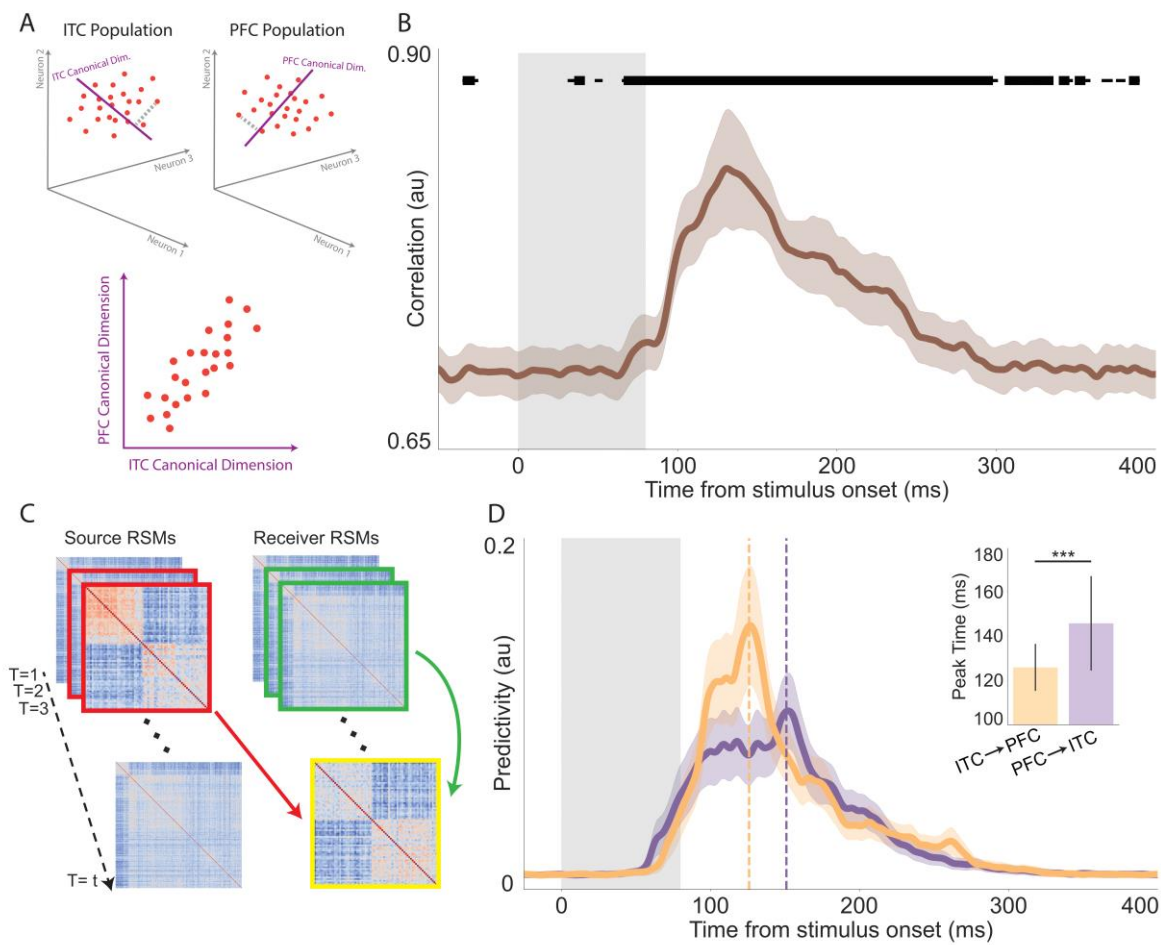 A
ITC Population
PFC Population
Neuron 2
ITC Canonical Dim.
Neuron 3
Neuron 1
Neuron 2
PFC Canonical Dim.
Neuron 3
Neuron 1
PFC Canonical Dimension
ITC Canonical Dimension
B
0.90
Correlation (au)
0.65
0
100
200
300
400
Time from stimulus onset (ms)
C
Source RSMs
Receiver RSMs
T=1
T=2
T=3
T= t
D
0.2
Predictivity (au)
0
0
100
200
300
400
Time from stimulus onset (ms)
180
160
140
120
100
Peak Time (ms)
***
ITC→PFC
PFC→ITC